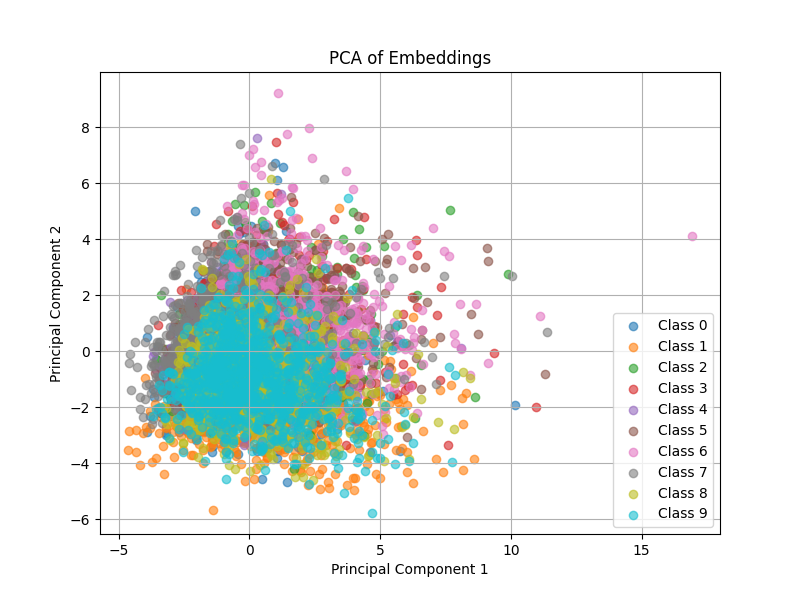 PCA of Embeddings
Principal Component 2
8
6
4
2
0
−2
−4
−6
−5
0
5
10
15
Principal Component 1
Class 0
Class 1
Class 2
Class 3
Class 4
Class 5
Class 6
Class 7
Class 8
Class 9